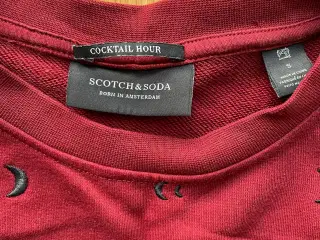 COCKTAIL HOUR
SCOTCH & SODA
BORN IN AMSTERDAM
S